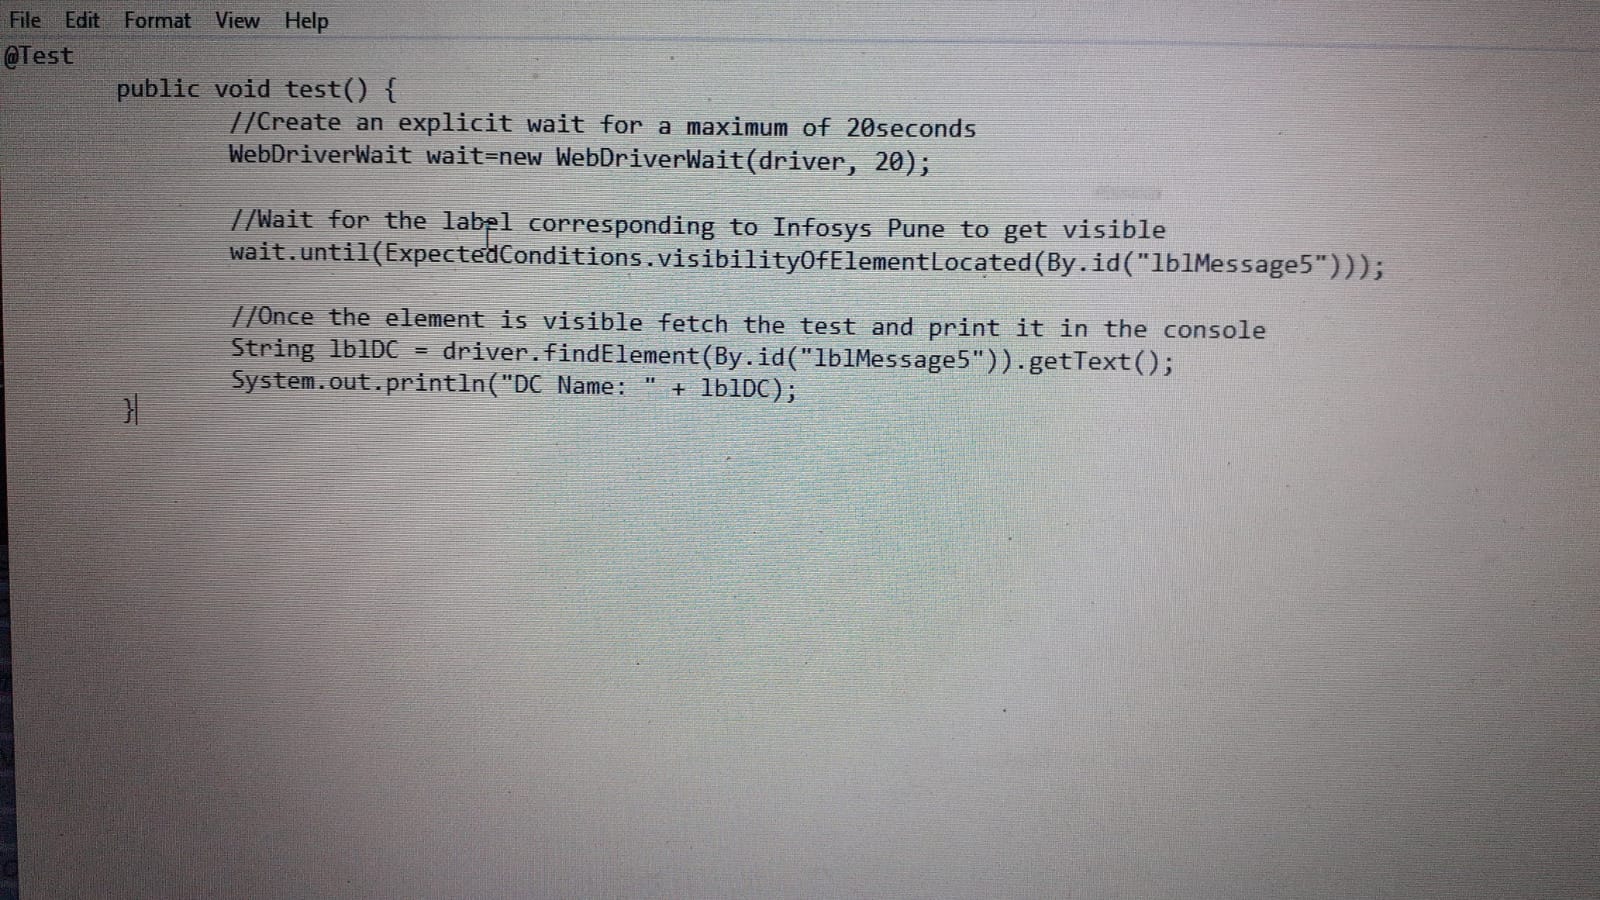 File Edit Format View Help
@Test
public void test() {
//Create an explicit wait for a maximum of 20seconds
WebDriverWait wait=new WebDriverWait(driver, 20);
//Wait for the label corresponding to Infosys Pune to get visible
wait.until(ExpectedConditions.visibilityOfElementLocated(By.id("lblMessage5")));
//Once the element is visible fetch the test and print it in the console
String lblDC = driver.findElement(By.id("lblMessage5")).getText();
System.out.println("DC Name: " + lblDC);
}